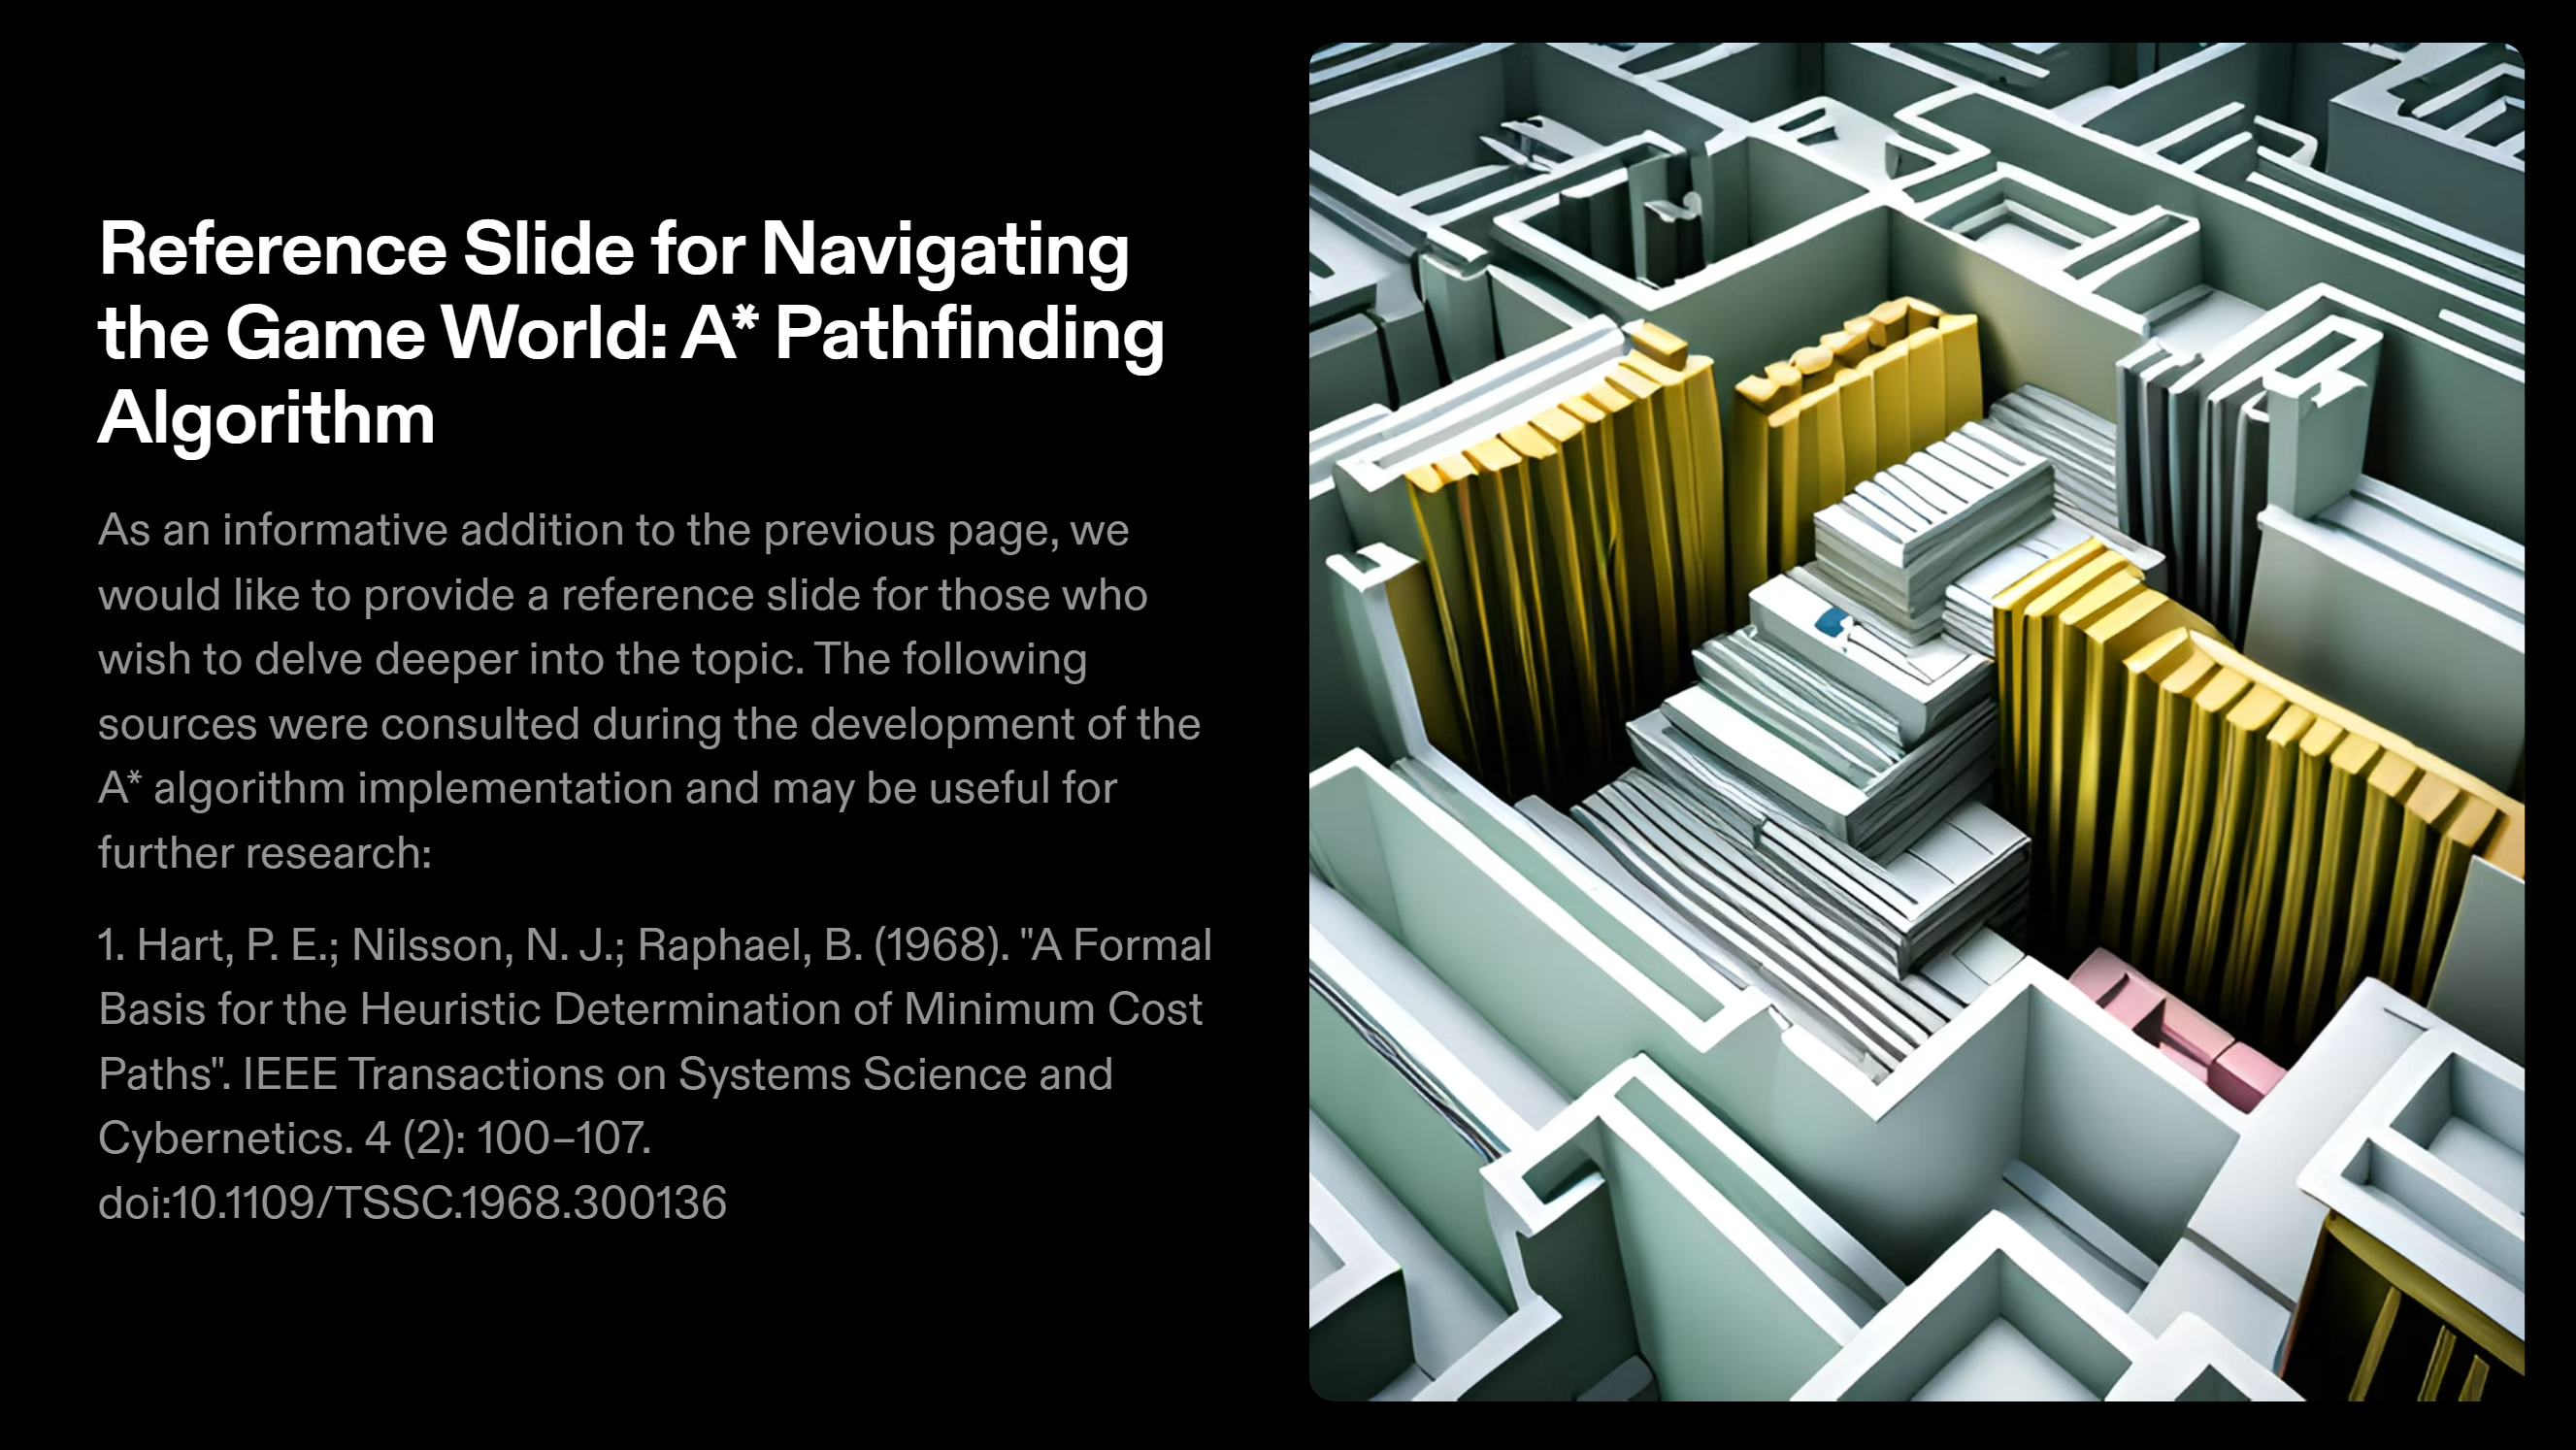 Reference Slide for Navigating
the Game World: A* Pathfinding
Algorithm
As an informative addition to the previous page, we
would like to provide a reference slide for those who
wish to delve deeper into the topic. The following
sources were consulted during the development of the
A* algorithm implementation and may be useful for
further research:
1. Hart, P. E.; Nilsson, N. J.; Raphael, B. (1968). "A Formal
Basis for the Heuristic Determination of Minimum Cost
Paths". IEEE Transactions on Systems Science and
Cybernetics. 4 (2): 100–107.
doi:10.1109/TSSC.1968.300136